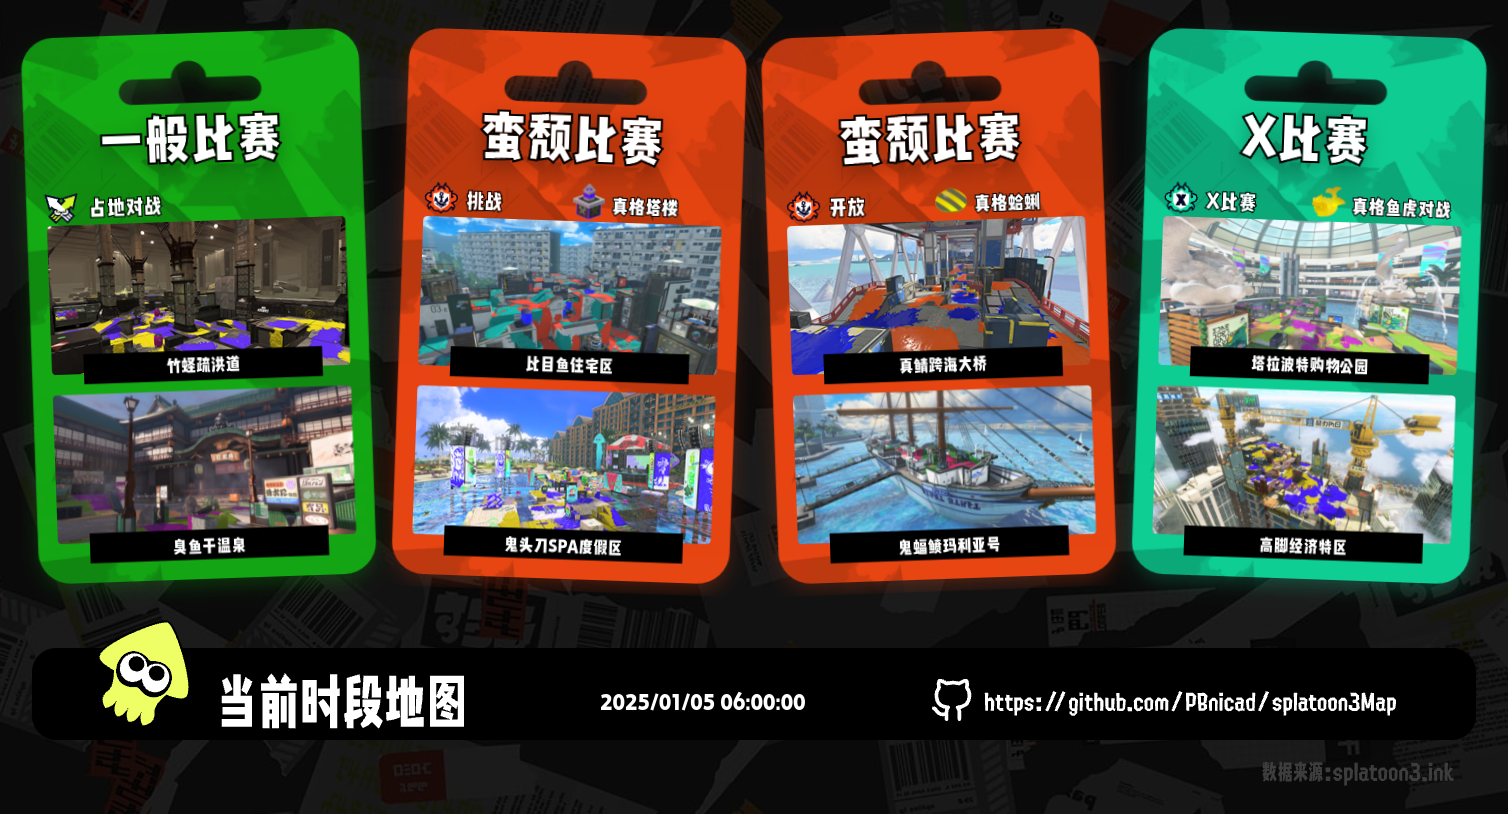 一般比赛
占地对战
竹蛏疏洪道
臭鱼干温泉
蛮颓比赛
挑战
真格塔楼
比目鱼住宅区
鬼头刀SPA度假区
蛮颓比赛
开放
真格蛤蜊
真鲷跨海大桥
鬼蝠鲼玛利亚号
X比赛
X比赛
真格鱼虎对战
塔拉波特购物公园
高脚经济特区
当前时段地图
2025/01/05 06:00:00
https://github.com/PBnicad/splatoon3Map
数据来源:splatoon3.ink